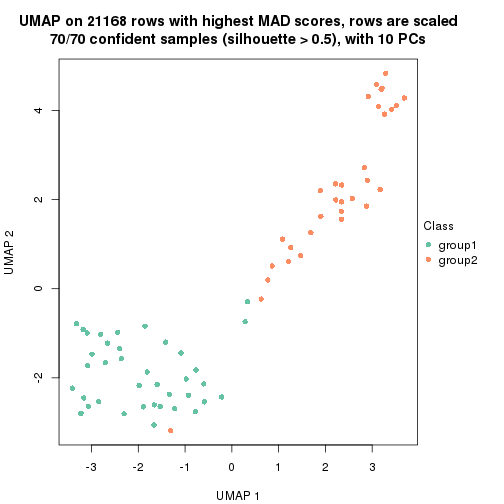 UMAP on 21168 rows with highest MAD scores, rows are scaled
70/70 confident samples (silhouette > 0.5), with 10 PCs
4
2
0
-2
UMAP 2
-3
-2
-1
0
1
2
3
UMAP 1
Class
group1
group2